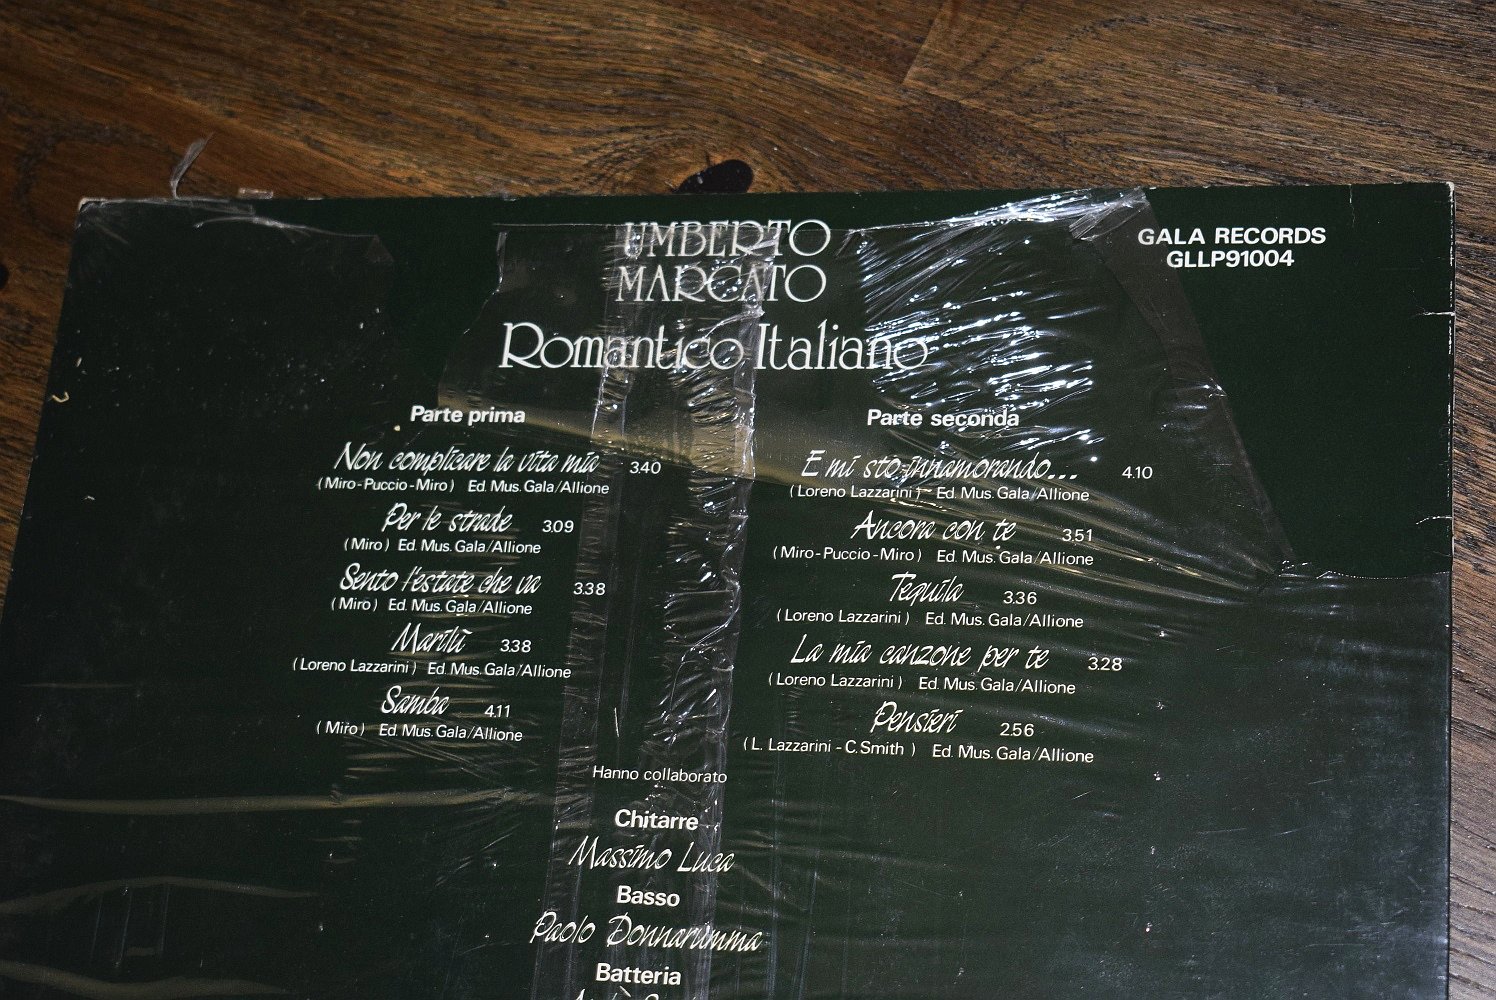 UMBERTO
MARCATO
Romantico Italiano
GALA RECORDS
GLLP91004
Parte prima
Non complicare la vita mia 3.40
(Miro-Puccio-Miro) Ed. Mus. Gala/Allione
Per le strade 3.09
(Miro) Ed. Mus. Gala/Allione
Sento l'estate che va 3.38
(Miro) Ed. Mus. Gala/Allione
Marilù 3.38
(Loreno Lazzarini) Ed. Mus. Gala/Allione
Samba 4.11
(Miro) Ed. Mus. Gala/Allione
Parte seconda
E mi sto innamorando... 4.10
(Loreno Lazzarini) Ed. Mus. Gala/Allione
Ancora con te 3.51
(Miro-Puccio-Miro) Ed. Mus. Gala/Allione
Tequila 3.36
(Loreno Lazzarini) Ed. Mus. Gala/Allione
La mia canzone per te 3.28
(Loreno Lazzarini) Ed. Mus. Gala/Allione
Pensieri 2.56
(L. Lazzarini - C. Smith) Ed. Mus. Gala/Allione
Hanno collaborato
Chitarre
Massimo Luca
Basso
Paolo Donnarumma
Batteria